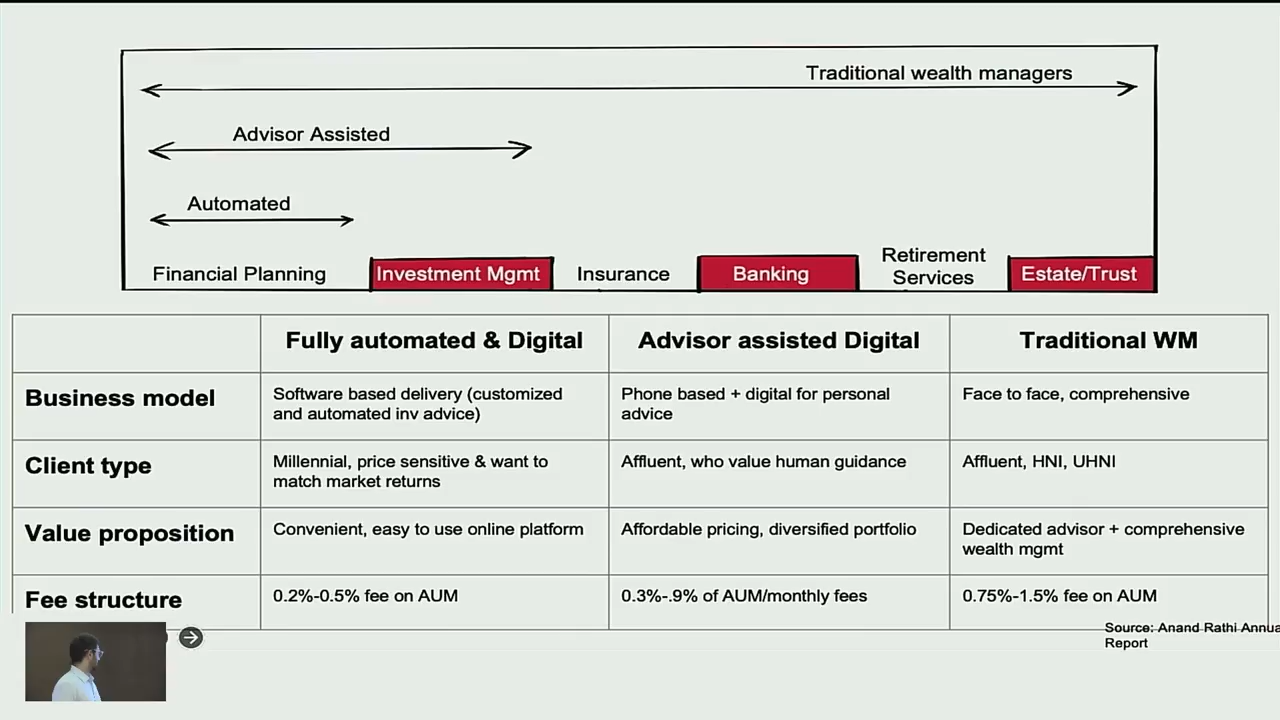 Traditional wealth managers
Advisor Assisted
Automated
Financial Planning
Investment Mgmt
Insurance
Banking
Retirement
Services
Estate/Trust
Fully automated & Digital
Advisor assisted Digital
Traditional WM
Business model
Software based delivery (customized
and automated inv advice)
Phone based + digital for personal
advice
Face to face, comprehensive
Client type
Millennial, price sensitive & want to
match market returns
Affluent, who value human guidance
Affluent, HNI, UHNI
Value proposition
Convenient, easy to use online platform
Affordable pricing, diversified portfolio
Dedicated advisor + comprehensive
wealth mgmt
Fee structure
0.2%-0.5% fee on AUM
0.3%-.9% of AUM/monthly fees
0.75%-1.5% fee on AUM
Source: Anand Rathi Annua
Report